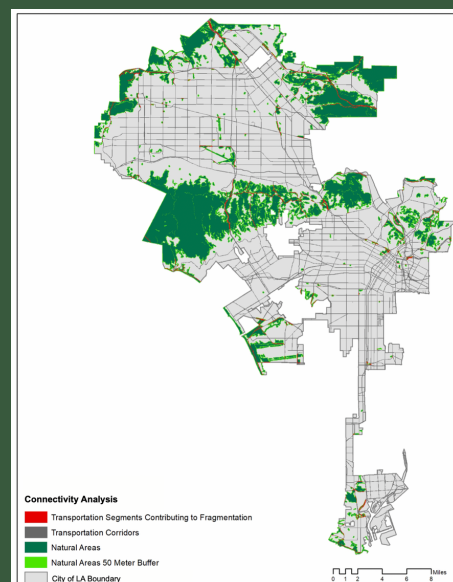 Connectivity Analysis
Transportation Segments Contributing to Fragmentation
Transportation Corridors
Natural Areas
Natural Areas 50 Meter Buffer
City of LA Boundary
Miles
0 1 2 4 6 8